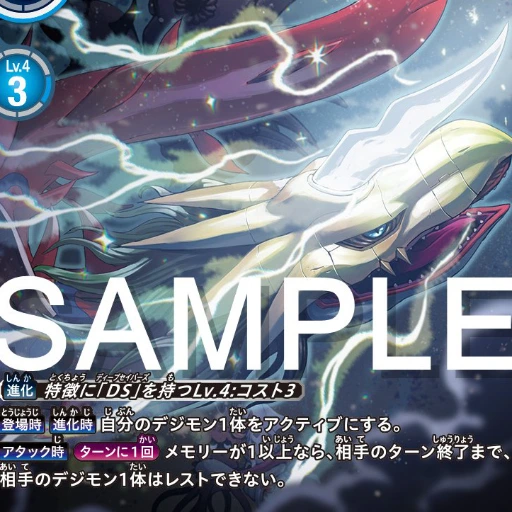 Lv.4
3
SAMPLE
進化 特徴に「DS」を持つLv.4:コスト3
登場時 進化時 自分のデジモン1体をアクティブにする。
アタック時 ターンに1回 メモリーが1以上なら、相手のターン終了まで、
相手のデジモン1体はレストできない。